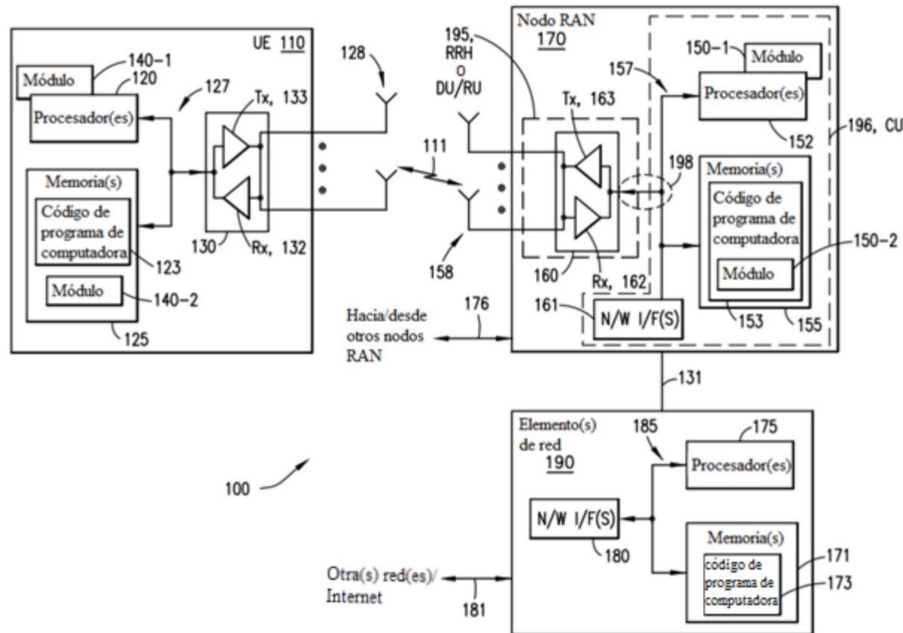 UE 110
Módulo
140-1
120
Procesador(es)
127
Tx, 133
128
Memoria(s)
Código de
programa de
computadora
123
Módulo
140-2
125
130
Rx, 132
195,
RRH
O
DU/RU
111
158
Nodo RAN
170
Tx, 163
157
150-1
Módulo
Procesador(es)
152
196, CU
198
Memoria(s)
Código de
programa de
computadora
150-2
Módulo
153
155
160
Rx, 162
161
N/W I/F(S)
Hacia/desde
otros nodos
RAN
176
131
100
Elemento(s)
de red
190
185
175
Procesador(es)
N/W I/F(S)
180
Memoria(s)
código de
programa de
computadora
171
173
Otra(s) red(es)/
Internet
181